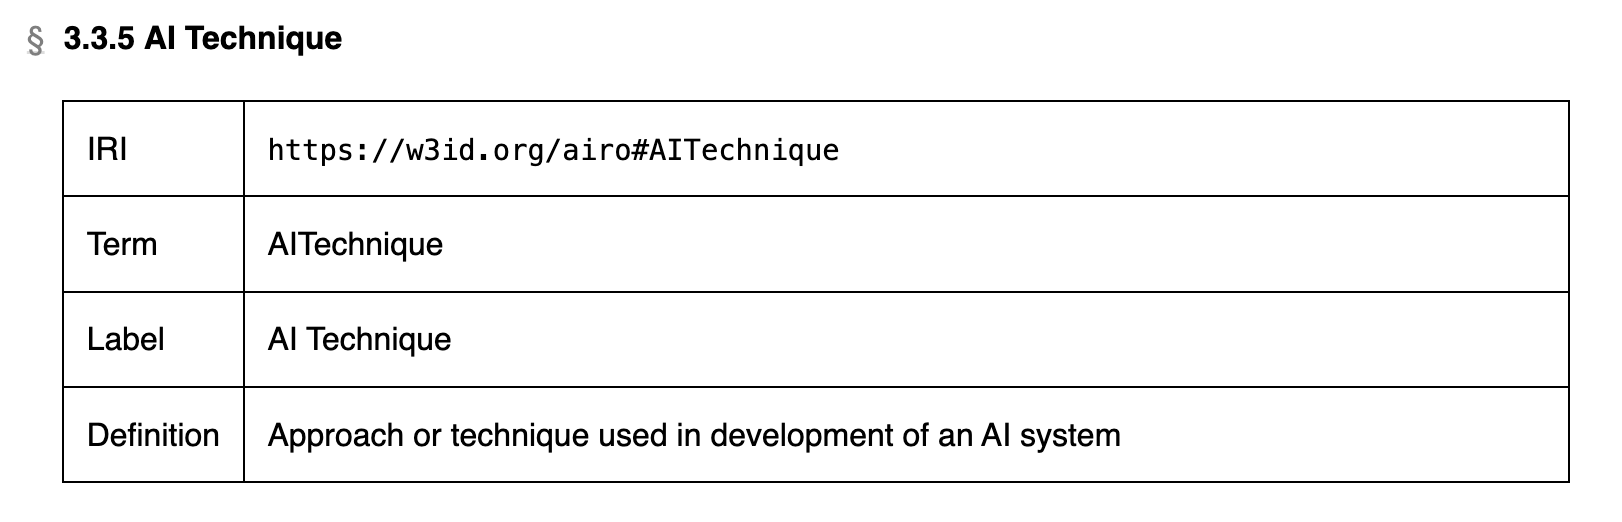 § 3.3.5 AI Technique
IRI https://w3id.org/airo#AITechnique
Term AITechnique
Label AI Technique
Definition Approach or technique used in development of an AI system